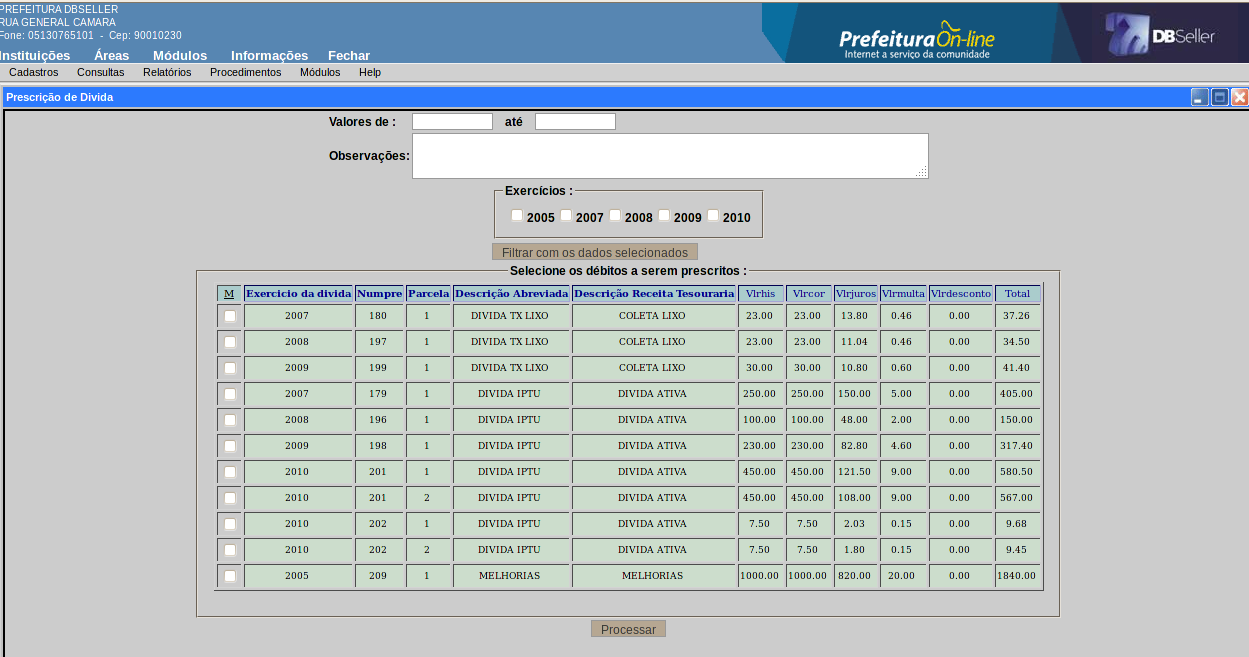 PREFEITURA DBSELLER
RUA GENERAL CAMARA
Fone: 05130765101 - Cep: 90010230
PrefeituraOn-line
Internet a serviço da comunidade
DBSeller
Instituições Áreas Módulos Informações Fechar
Cadastros Consultas Relatórios Procedimentos Módulos Help
Prescrição de Divida
Valores de : até
Observações:
Exercícios :
2005 2007 2008 2009 2010
Filtrar com os dados selecionados
Selecione os débitos a serem prescritos :
M Exercicio da divida Numpre Parcela Descrição Abreviada Descrição Receita Tesouraria Vlrhis Vlrcor Vlrjuros Vlrmulta Vlrdesconto Total
2007 180 1 DIVIDA TX LIXO COLETA LIXO 23.00 23.00 13.80 0.46 0.00 37.26
2008 197 1 DIVIDA TX LIXO COLETA LIXO 23.00 23.00 11.04 0.46 0.00 34.50
2009 199 1 DIVIDA TX LIXO COLETA LIXO 30.00 30.00 10.80 0.60 0.00 41.40
2007 179 1 DIVIDA IPTU DIVIDA ATIVA 250.00 250.00 150.00 5.00 0.00 405.00
2008 196 1 DIVIDA IPTU DIVIDA ATIVA 100.00 100.00 48.00 2.00 0.00 150.00
2009 198 1 DIVIDA IPTU DIVIDA ATIVA 230.00 230.00 82.80 4.60 0.00 317.40
2010 201 1 DIVIDA IPTU DIVIDA ATIVA 450.00 450.00 121.50 9.00 0.00 580.50
2010 201 2 DIVIDA IPTU DIVIDA ATIVA 450.00 450.00 108.00 9.00 0.00 567.00
2010 202 1 DIVIDA IPTU DIVIDA ATIVA 7.50 7.50 2.03 0.15 0.00 9.68
2010 202 2 DIVIDA IPTU DIVIDA ATIVA 7.50 7.50 1.80 0.15 0.00 9.45
2005 209 1 MELHORIAS MELHORIAS 1000.00 1000.00 820.00 20.00 0.00 1840.00
Processar